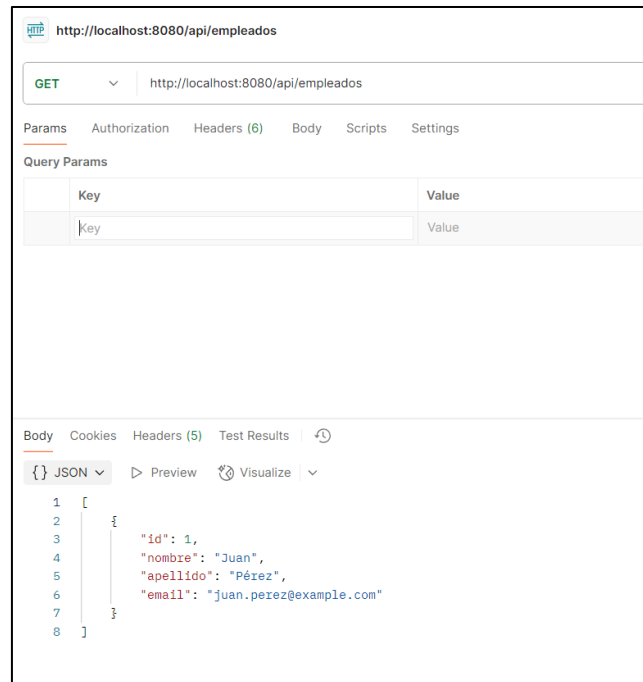 HTTP http://localhost:8080/api/empleados
GET http://localhost:8080/api/empleados
Params Authorization Headers (6) Body Scripts Settings
Query Params
Key Value
Key Value
Body Cookies Headers (5) Test Results
{} JSON Preview Visualize
1 [
2 {
3 "id": 1,
4 "nombre": "Juan",
5 "apellido": "Pérez",
6 "email": "juan.perez@example.com"
7 }
8 ]